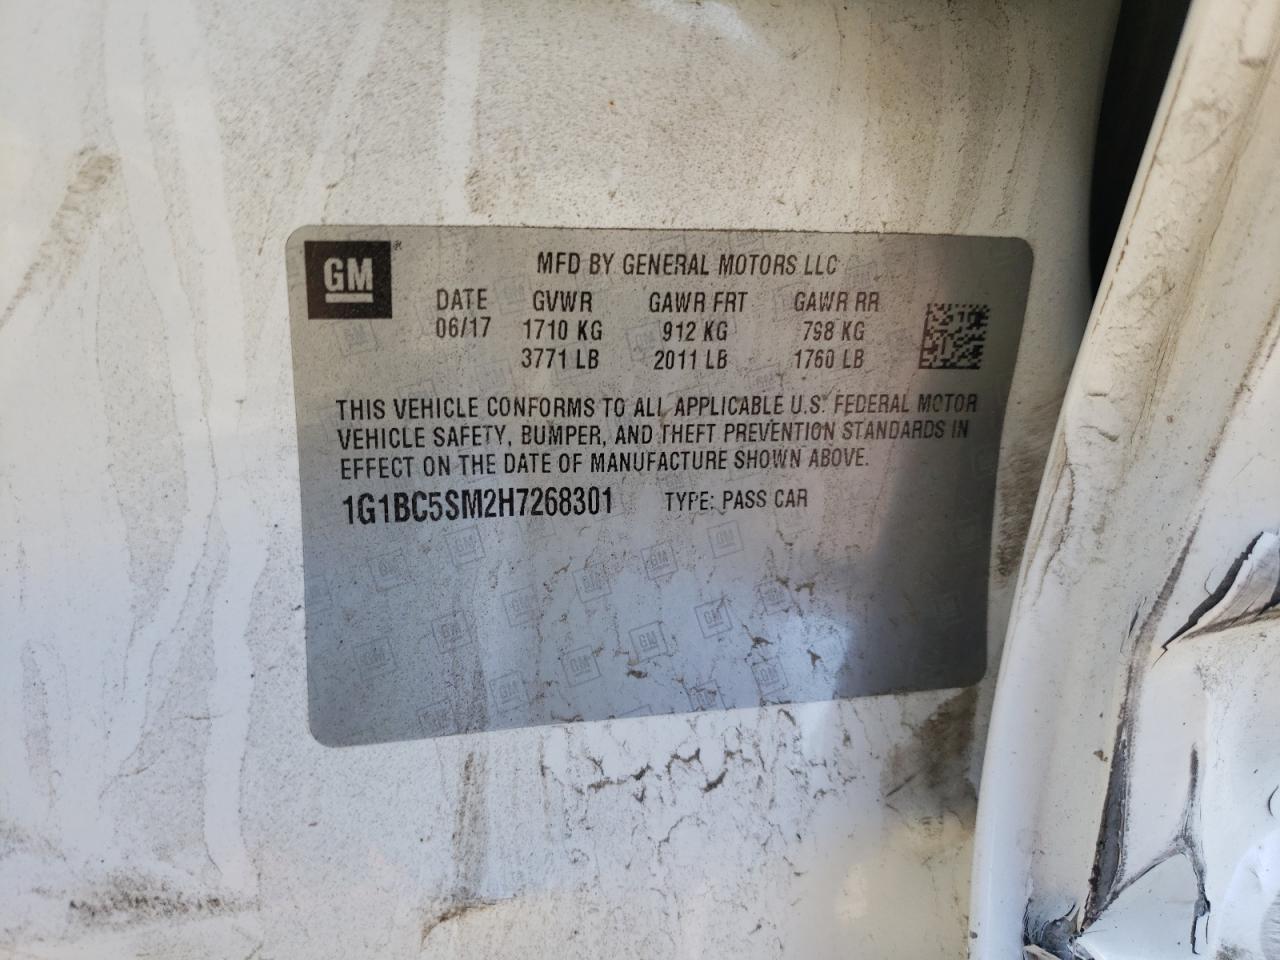 GM®
MFD BY GENERAL MOTORS LLC
DATE GVWR GAWR FRT GAWR RR
06/17 1710 KG 912 KG 798 KG
3771 LB 2011 LB 1760 LB
THIS VEHICLE CONFORMS TO ALL APPLICABLE U.S. FEDERAL MOTOR
VEHICLE SAFETY, BUMPER, AND THEFT PREVENTION STANDARDS IN
EFFECT ON THE DATE OF MANUFACTURE SHOWN ABOVE.
1G1BC5SM2H7268301 TYPE: PASS CAR